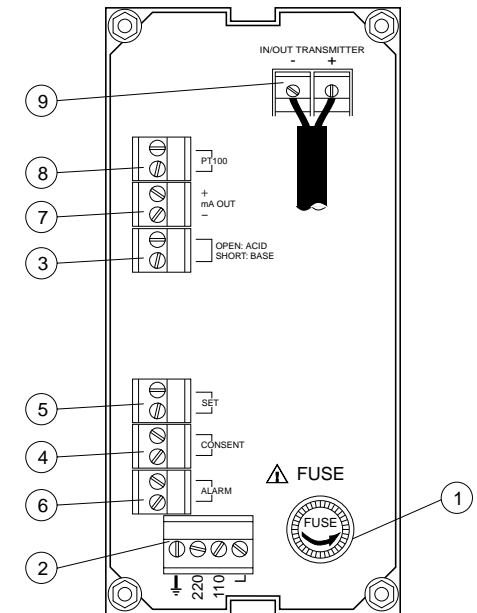 IN/OUT TRANSMITTER
- +
9
8
PT100
7
+
mA OUT
–
3
OPEN: ACID
SHORT: BASE
5
SET
4
CONSENT
6
ALARM
⚠ FUSE
1
FUSE
2
220
110
L